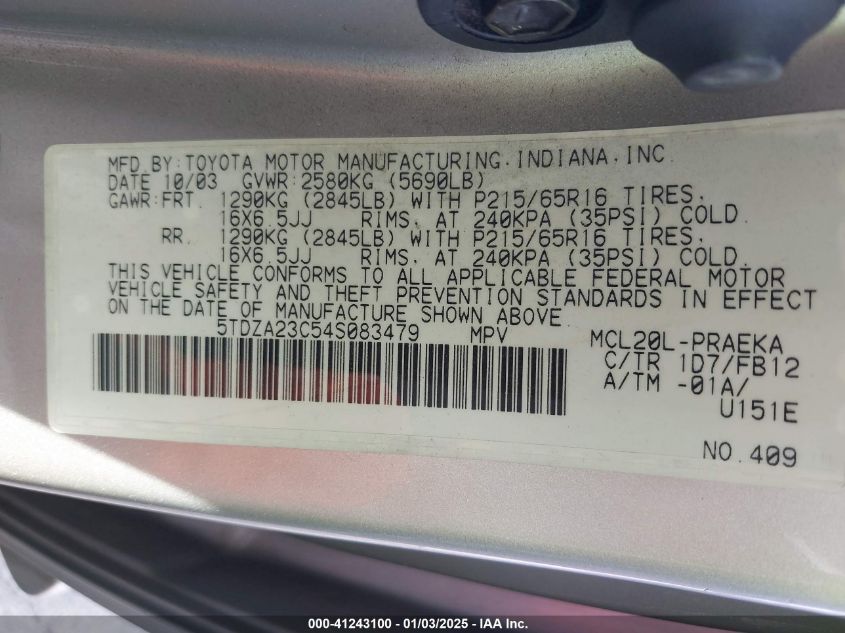 MFD.BY:TOYOTA MOTOR MANUFACTURING.INDIANA.INC.
DATE 10/03 GVWR:2580KG (5690LB)
GAWR:FRT. 1290KG (2845LB) WITH P215/65R16 TIRES.
16X6.5JJ RIMS. AT 240KPA (35PSI) COLD.
RR. 1290KG (2845LB) WITH P215/65R16 TIRES.
16X6.5JJ RIMS. AT 240KPA (35PSI) COLD.
THIS VEHICLE CONFORMS TO ALL APPLICABLE FEDERAL MOTOR
VEHICLE SAFETY AND THEFT PREVENTION STANDARDS IN EFFECT
ON THE DATE OF MANUFACTURE SHOWN ABOVE.
5TDZA23C54S083479 MPV
MCL20L-PRAEKA
C/TR 1D7/FB12
A/TM -01A/
U151E
NO.409
000-41243100 - 01/03/2025 - IAA Inc.